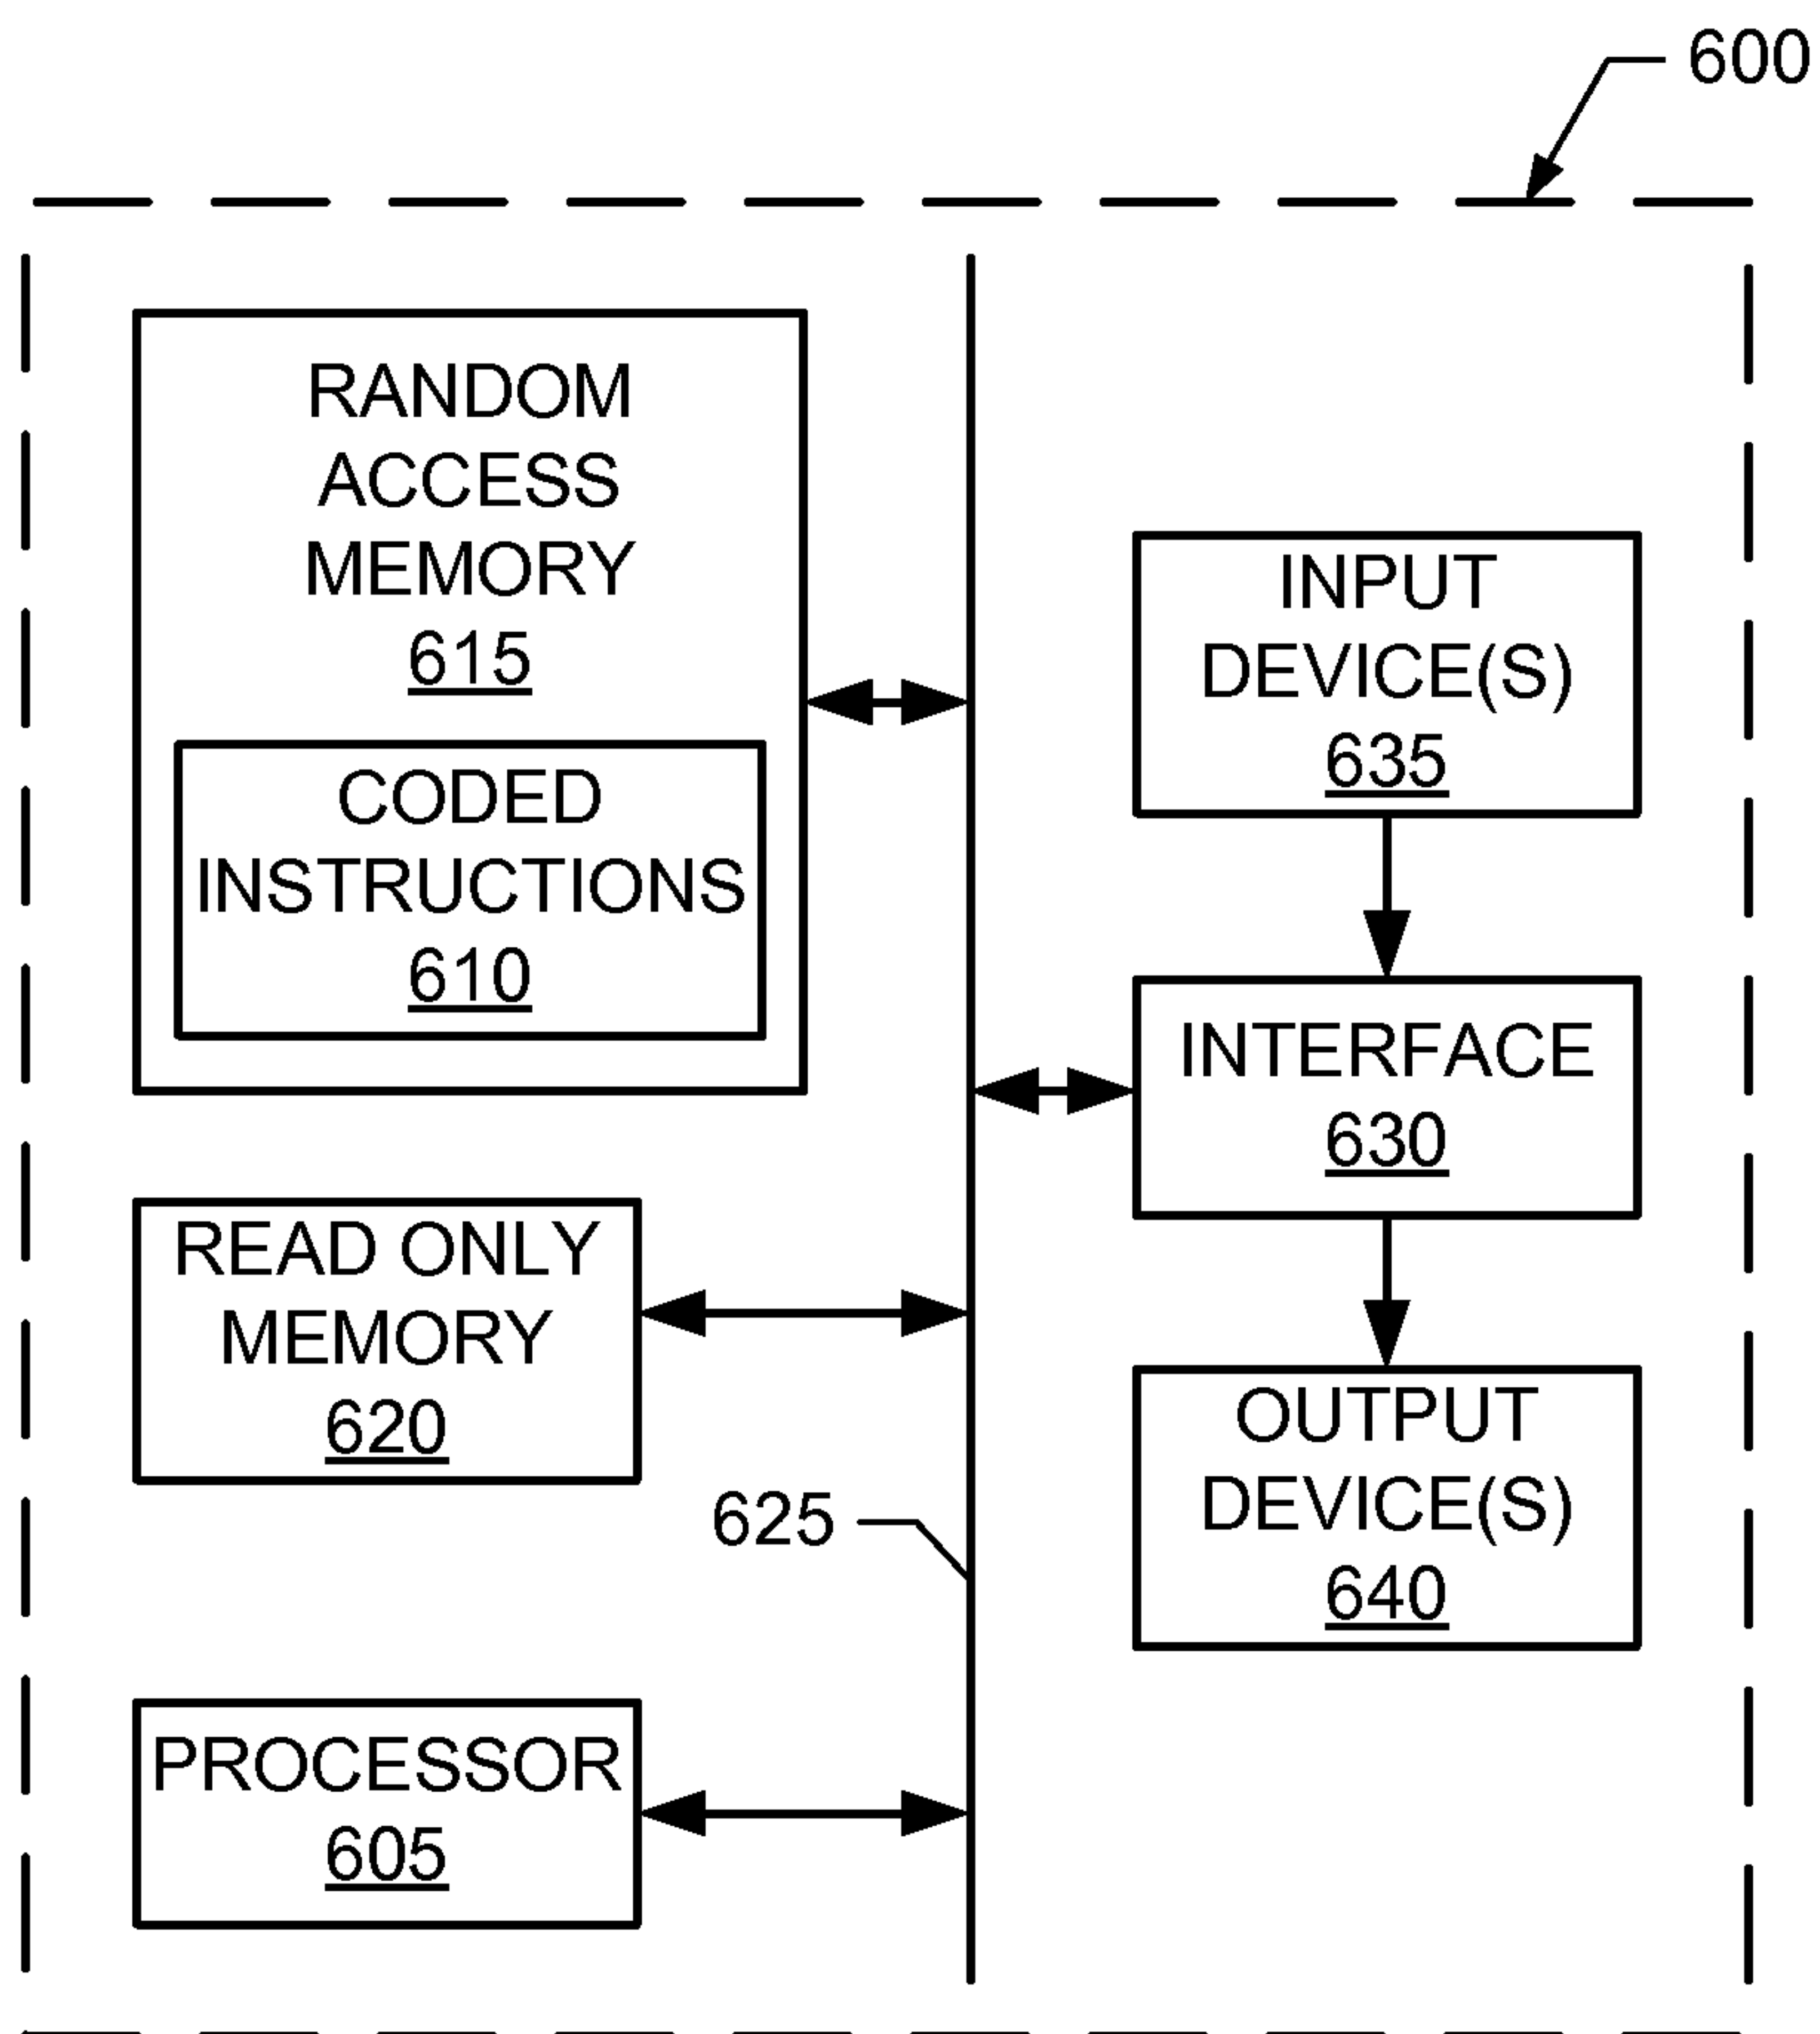 600
RANDOM
ACCESS
MEMORY
615
CODED
INSTRUCTIONS
610
READ ONLY
MEMORY
620
625
PROCESSOR
605
INPUT
DEVICE(S)
635
INTERFACE
630
OUTPUT
DEVICE(S)
640